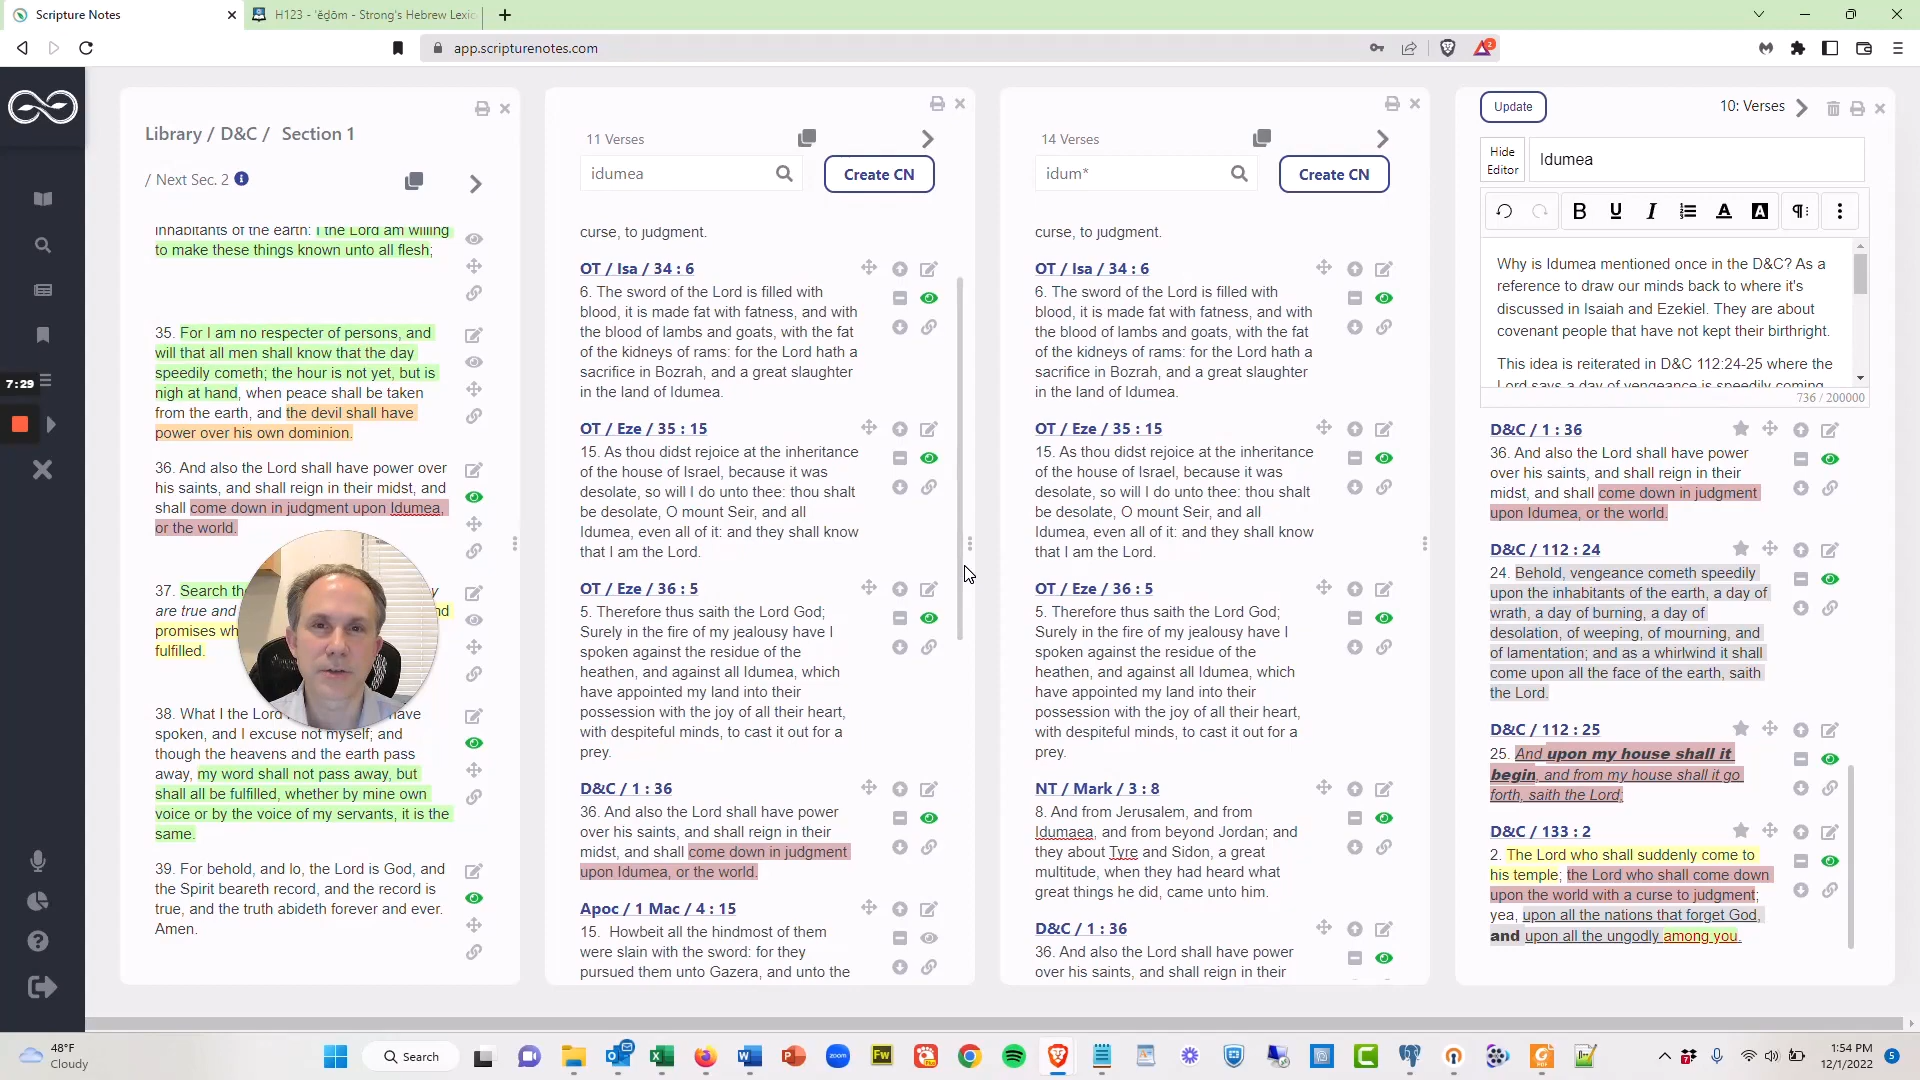 Scripture Notes
H123 - 'ĕḏôm - Strong's Hebrew Lexic
app.scripturenotes.com
2
Library / D&C / Section 1
/ Next Sec. 2
inhabitants of the earth: I the Lord am willing
to make these things known unto all flesh;
35. For I am no respecter of persons, and
will that all men shall know that the day
speedily cometh; the hour is not yet, but is
nigh at hand, when peace shall be taken
from the earth, and the devil shall have
power over his own dominion.
36. And also the Lord shall have power over
his saints, and shall reign in their midst, and
shall come down in judgment upon Idumea,
or the world.
37. Search the
are true and
promises wh
fulfilled.
38. What I the Lord have
spoken, and I excuse not myself; and
though the heavens and the earth pass
away, my word shall not pass away, but
shall all be fulfilled, whether by mine own
voice or by the voice of my servants, it is the
same.
39. For behold, and lo, the Lord is God, and
the Spirit beareth record, and the record is
true, and the truth abideth forever and ever.
Amen.
7:29
11 Verses
idumea
Create CN
curse, to judgment.
OT / Isa / 34 : 6
6. The sword of the Lord is filled with
blood, it is made fat with fatness, and with
the blood of lambs and goats, with the fat
of the kidneys of rams: for the Lord hath a
sacrifice in Bozrah, and a great slaughter
in the land of Idumea.
OT / Eze / 35 : 15
15. As thou didst rejoice at the inheritance
of the house of Israel, because it was
desolate, so will I do unto thee: thou shalt
be desolate, O mount Seir, and all
Idumea, even all of it: and they shall know
that I am the Lord.
OT / Eze / 36 : 5
5. Therefore thus saith the Lord God;
Surely in the fire of my jealousy have I
spoken against the residue of the
heathen, and against all Idumea, which
have appointed my land into their
possession with the joy of all their heart,
with despiteful minds, to cast it out for a
prey.
D&C / 1 : 36
36. And also the Lord shall have power
over his saints, and shall reign in their
midst, and shall come down in judgment
upon Idumea, or the world.
Apoc / 1 Mac / 4 : 15
15. Howbeit all the hindmost of them
were slain with the sword: for they
pursued them unto Gazera, and unto the
14 Verses
idum*
Create CN
curse, to judgment.
OT / Isa / 34 : 6
6. The sword of the Lord is filled with
blood, it is made fat with fatness, and with
the blood of lambs and goats, with the fat
of the kidneys of rams: for the Lord hath a
sacrifice in Bozrah, and a great slaughter
in the land of Idumea.
OT / Eze / 35 : 15
15. As thou didst rejoice at the inheritance
of the house of Israel, because it was
desolate, so will I do unto thee: thou shalt
be desolate, O mount Seir, and all
Idumea, even all of it: and they shall know
that I am the Lord.
OT / Eze / 36 : 5
5. Therefore thus saith the Lord God;
Surely in the fire of my jealousy have I
spoken against the residue of the
heathen, and against all Idumea, which
have appointed my land into their
possession with the joy of all their heart,
with despiteful minds, to cast it out for a
prey.
NT / Mark / 3 : 8
8. And from Jerusalem, and from
Idumaea, and from beyond Jordan; and
they about Tyre and Sidon, a great
multitude, when they had heard what
great things he did, came unto him.
D&C / 1 : 36
36. And also the Lord shall have power
over his saints, and shall reign in their
Update
10: Verses
Hide
Editor
Idumea
Why is Idumea mentioned once in the D&C? As a
reference to draw our minds back to where it's
discussed in Isaiah and Ezekiel. They are about
covenant people that have not kept their birthright.
This idea is reiterated in D&C 112:24-25 where the
Lord says a day of vengeance is speedily coming
736 / 200000
D&C / 1 : 36
36. And also the Lord shall have power
over his saints, and shall reign in their
midst, and shall come down in judgment
upon Idumea, or the world.
D&C / 112 : 24
24. Behold, vengeance cometh speedily
upon the inhabitants of the earth, a day of
wrath, a day of burning, a day of
desolation, of weeping, of mourning, and
of lamentation; and as a whirlwind it shall
come upon all the face of the earth, saith
the Lord.
D&C / 112 : 25
25. And upon my house shall it
begin, and from my house shall it go
forth, saith the Lord;
D&C / 133 : 2
2. The Lord who shall suddenly come to
his temple; the Lord who shall come down
upon the world with a curse to judgment;
yea, upon all the nations that forget God,
and upon all the ungodly among you.
48°F
Cloudy
Search
zoom
Fw
1:54 PM
12/1/2022
5